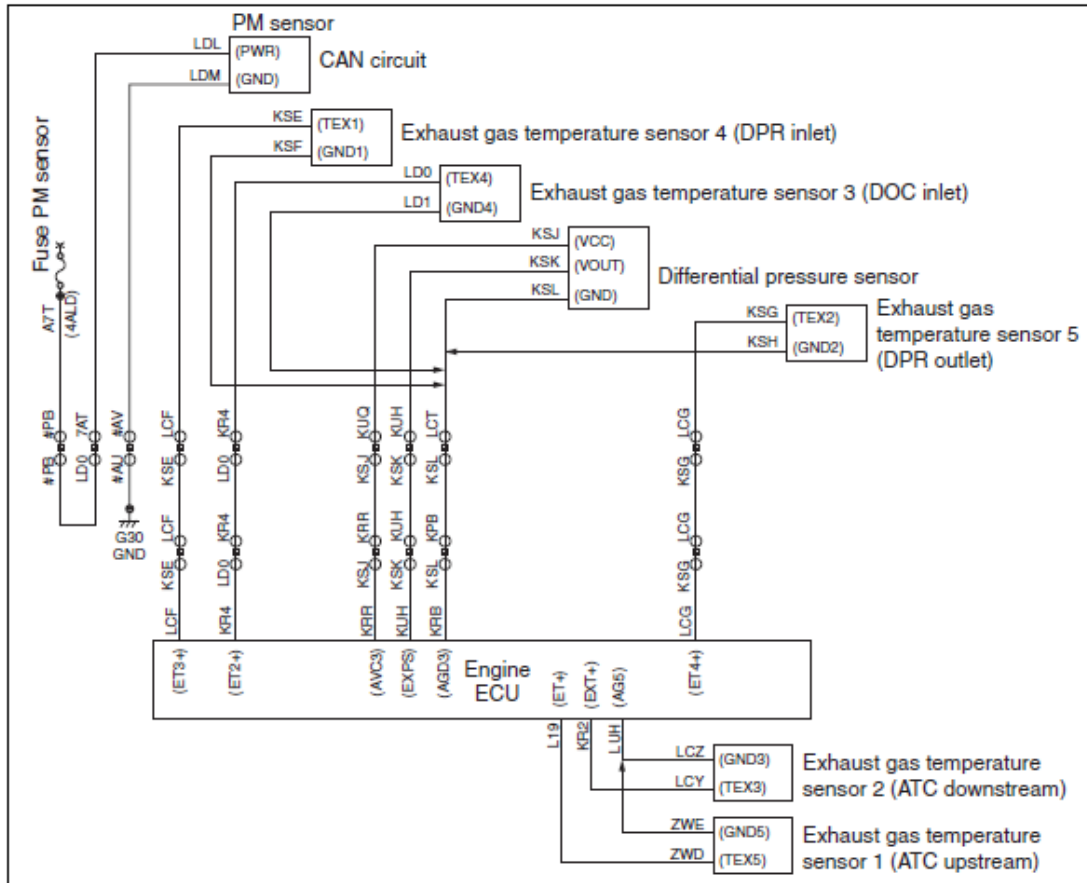 PM sensor
LDL
(PWR)
CAN circuit
LDM
(GND)
KSE
(TEX1)
Exhaust gas temperature sensor 4 (DPR inlet)
KSF
(GND1)
LD0
(TEX4)
Exhaust gas temperature sensor 3 (DOC inlet)
LD1
(GND4)
Fuse PM sensor
KSJ
(VCC)
KSK
(VOUT)
Differential pressure sensor
KSL
(GND)
A7T
(4ALD)
KSG
(TEX2)
Exhaust gas
temperature sensor 5
(DPR outlet)
KSH
(GND2)
#PB
7AT
#AV
LCF
KR4
KUQ
KUH
LCT
LCG
#PB
LD0
#AU
KSE
LD0
KSJ
KSK
KSL
KSG
G30
GND
LCF
KR4
KRR
KUH
KPB
LCG
KSE
LD0
KSJ
KSK
KSL
KSG
LCF
KR4
KRR
KUH
KRB
LCG
(ET3+)
(ET2+)
(AVC3)
(EXPS)
(AGD3)
Engine
ECU
(ET+)
(EXT+)
(AG5)
(ET4+)
L19
KR2
LUH
LCZ
(GND3)
Exhaust gas temperature
sensor 2 (ATC downstream)
LCY
(TEX3)
ZWE
(GND5)
Exhaust gas temperature
sensor 1 (ATC upstream)
ZWD
(TEX5)